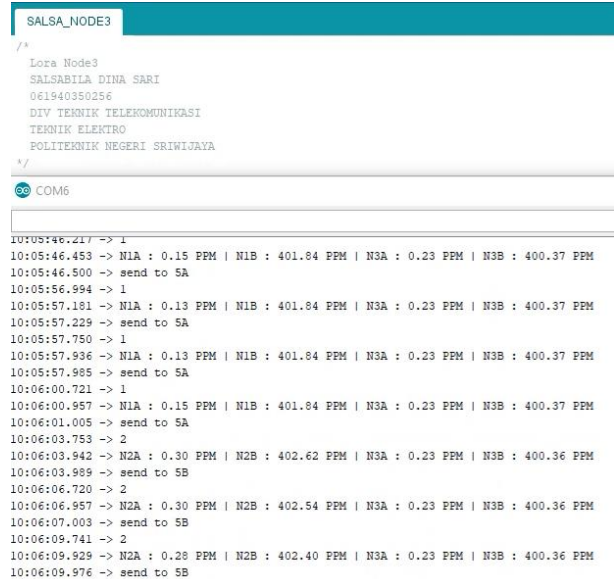 SALSA_NODE3
/*
Lora Node3
SALSABILA DINA SARI
061940350256
DIV TEKNIK TELEKOMUNIKASI
TEKNIK ELEKTRO
POLITEKNIK NEGERI SRIWIJAYA
*/
COM6
10:05:46.217 -> 1
10:05:46.453 -> N1A : 0.15 PPM | N1B : 401.84 PPM | N3A : 0.23 PPM | N3B : 400.37 PPM
10:05:46.500 -> send to 5A
10:05:56.994 -> 1
10:05:57.181 -> N1A : 0.13 PPM | N1B : 401.84 PPM | N3A : 0.23 PPM | N3B : 400.37 PPM
10:05:57.229 -> send to 5A
10:05:57.750 -> 1
10:05:57.936 -> N1A : 0.13 PPM | N1B : 401.84 PPM | N3A : 0.23 PPM | N3B : 400.37 PPM
10:05:57.985 -> send to 5A
10:06:00.721 -> 1
10:06:00.957 -> N1A : 0.15 PPM | N1B : 401.84 PPM | N3A : 0.23 PPM | N3B : 400.37 PPM
10:06:01.005 -> send to 5A
10:06:03.753 -> 2
10:06:03.942 -> N2A : 0.30 PPM | N2B : 402.62 PPM | N3A : 0.23 PPM | N3B : 400.36 PPM
10:06:03.989 -> send to 5B
10:06:06.720 -> 2
10:06:06.957 -> N2A : 0.30 PPM | N2B : 402.54 PPM | N3A : 0.23 PPM | N3B : 400.36 PPM
10:06:07.003 -> send to 5B
10:06:09.741 -> 2
10:06:09.929 -> N2A : 0.28 PPM | N2B : 402.40 PPM | N3A : 0.23 PPM | N3B : 400.36 PPM
10:06:09.976 -> send to 5B